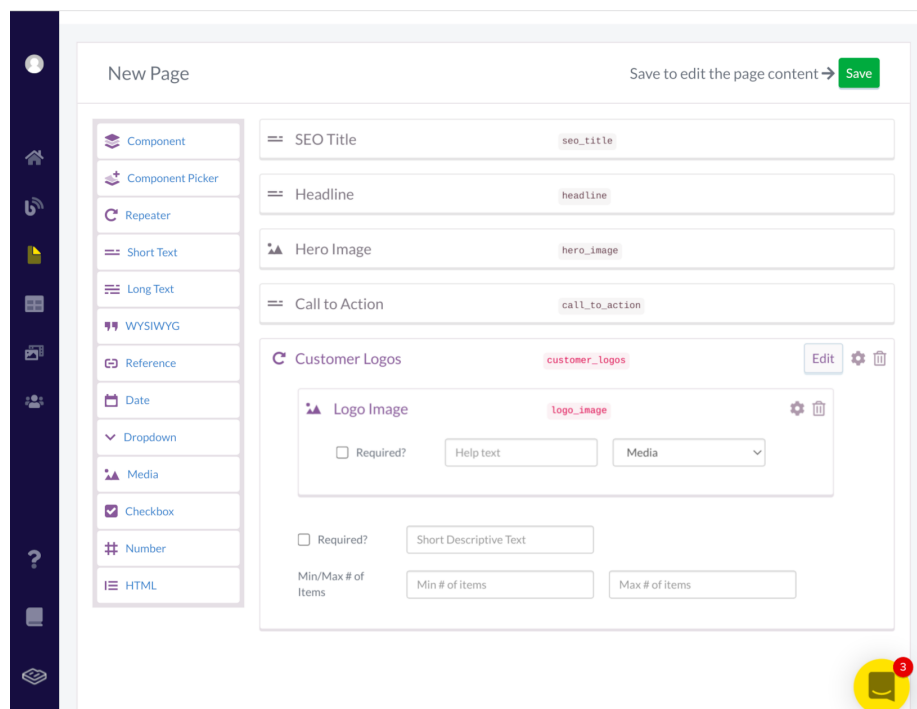 New Page
Save to edit the page content → Save
Component
Component Picker
Repeater
Short Text
Long Text
WYSIWYG
Reference
Date
Dropdown
Media
Checkbox
Number
HTML
SEO Title seo_title
Headline headline
Hero Image hero_image
Call to Action call_to_action
Customer Logos customer_logos Edit
Logo Image logo_image
Required? Help text Media
Required? Short Descriptive Text
Min/Max # of
Items Min # of items Max # of items
?
3